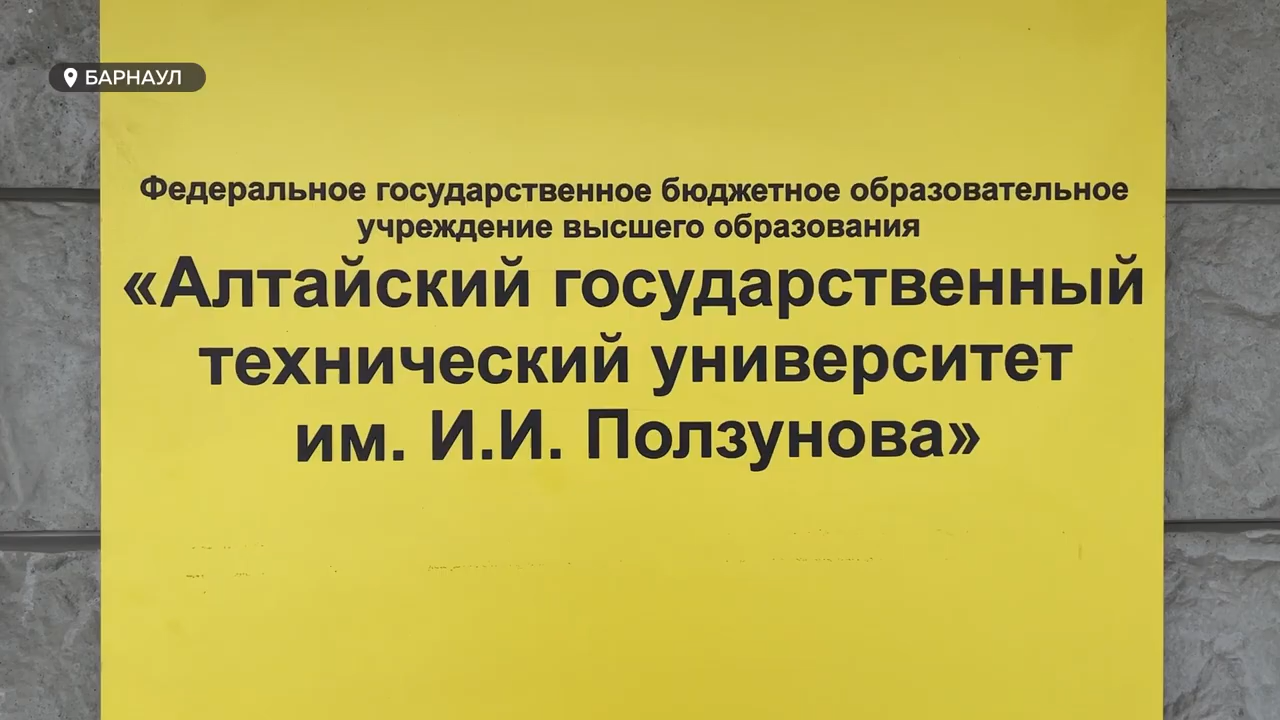 БАРНАУЛ
Федеральное государственное бюджетное образовательное
учреждение высшего образования
«Алтайский государственный
технический университет
им. И.И. Ползунова»